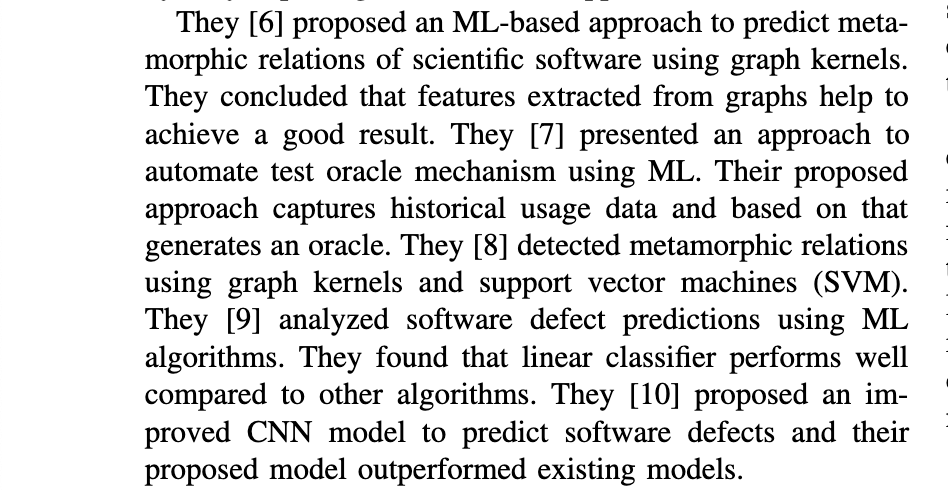 They [6] proposed an ML-based approach to predict meta-
morphic relations of scientific software using graph kernels.
They concluded that features extracted from graphs help to
achieve a good result. They [7] presented an approach to
automate test oracle mechanism using ML. Their proposed
approach captures historical usage data and based on that
generates an oracle. They [8] detected metamorphic relations
using graph kernels and support vector machines (SVM).
They [9] analyzed software defect predictions using ML
algorithms. They found that linear classifier performs well
compared to other algorithms. They [10] proposed an im-
proved CNN model to predict software defects and their
proposed model outperformed existing models.